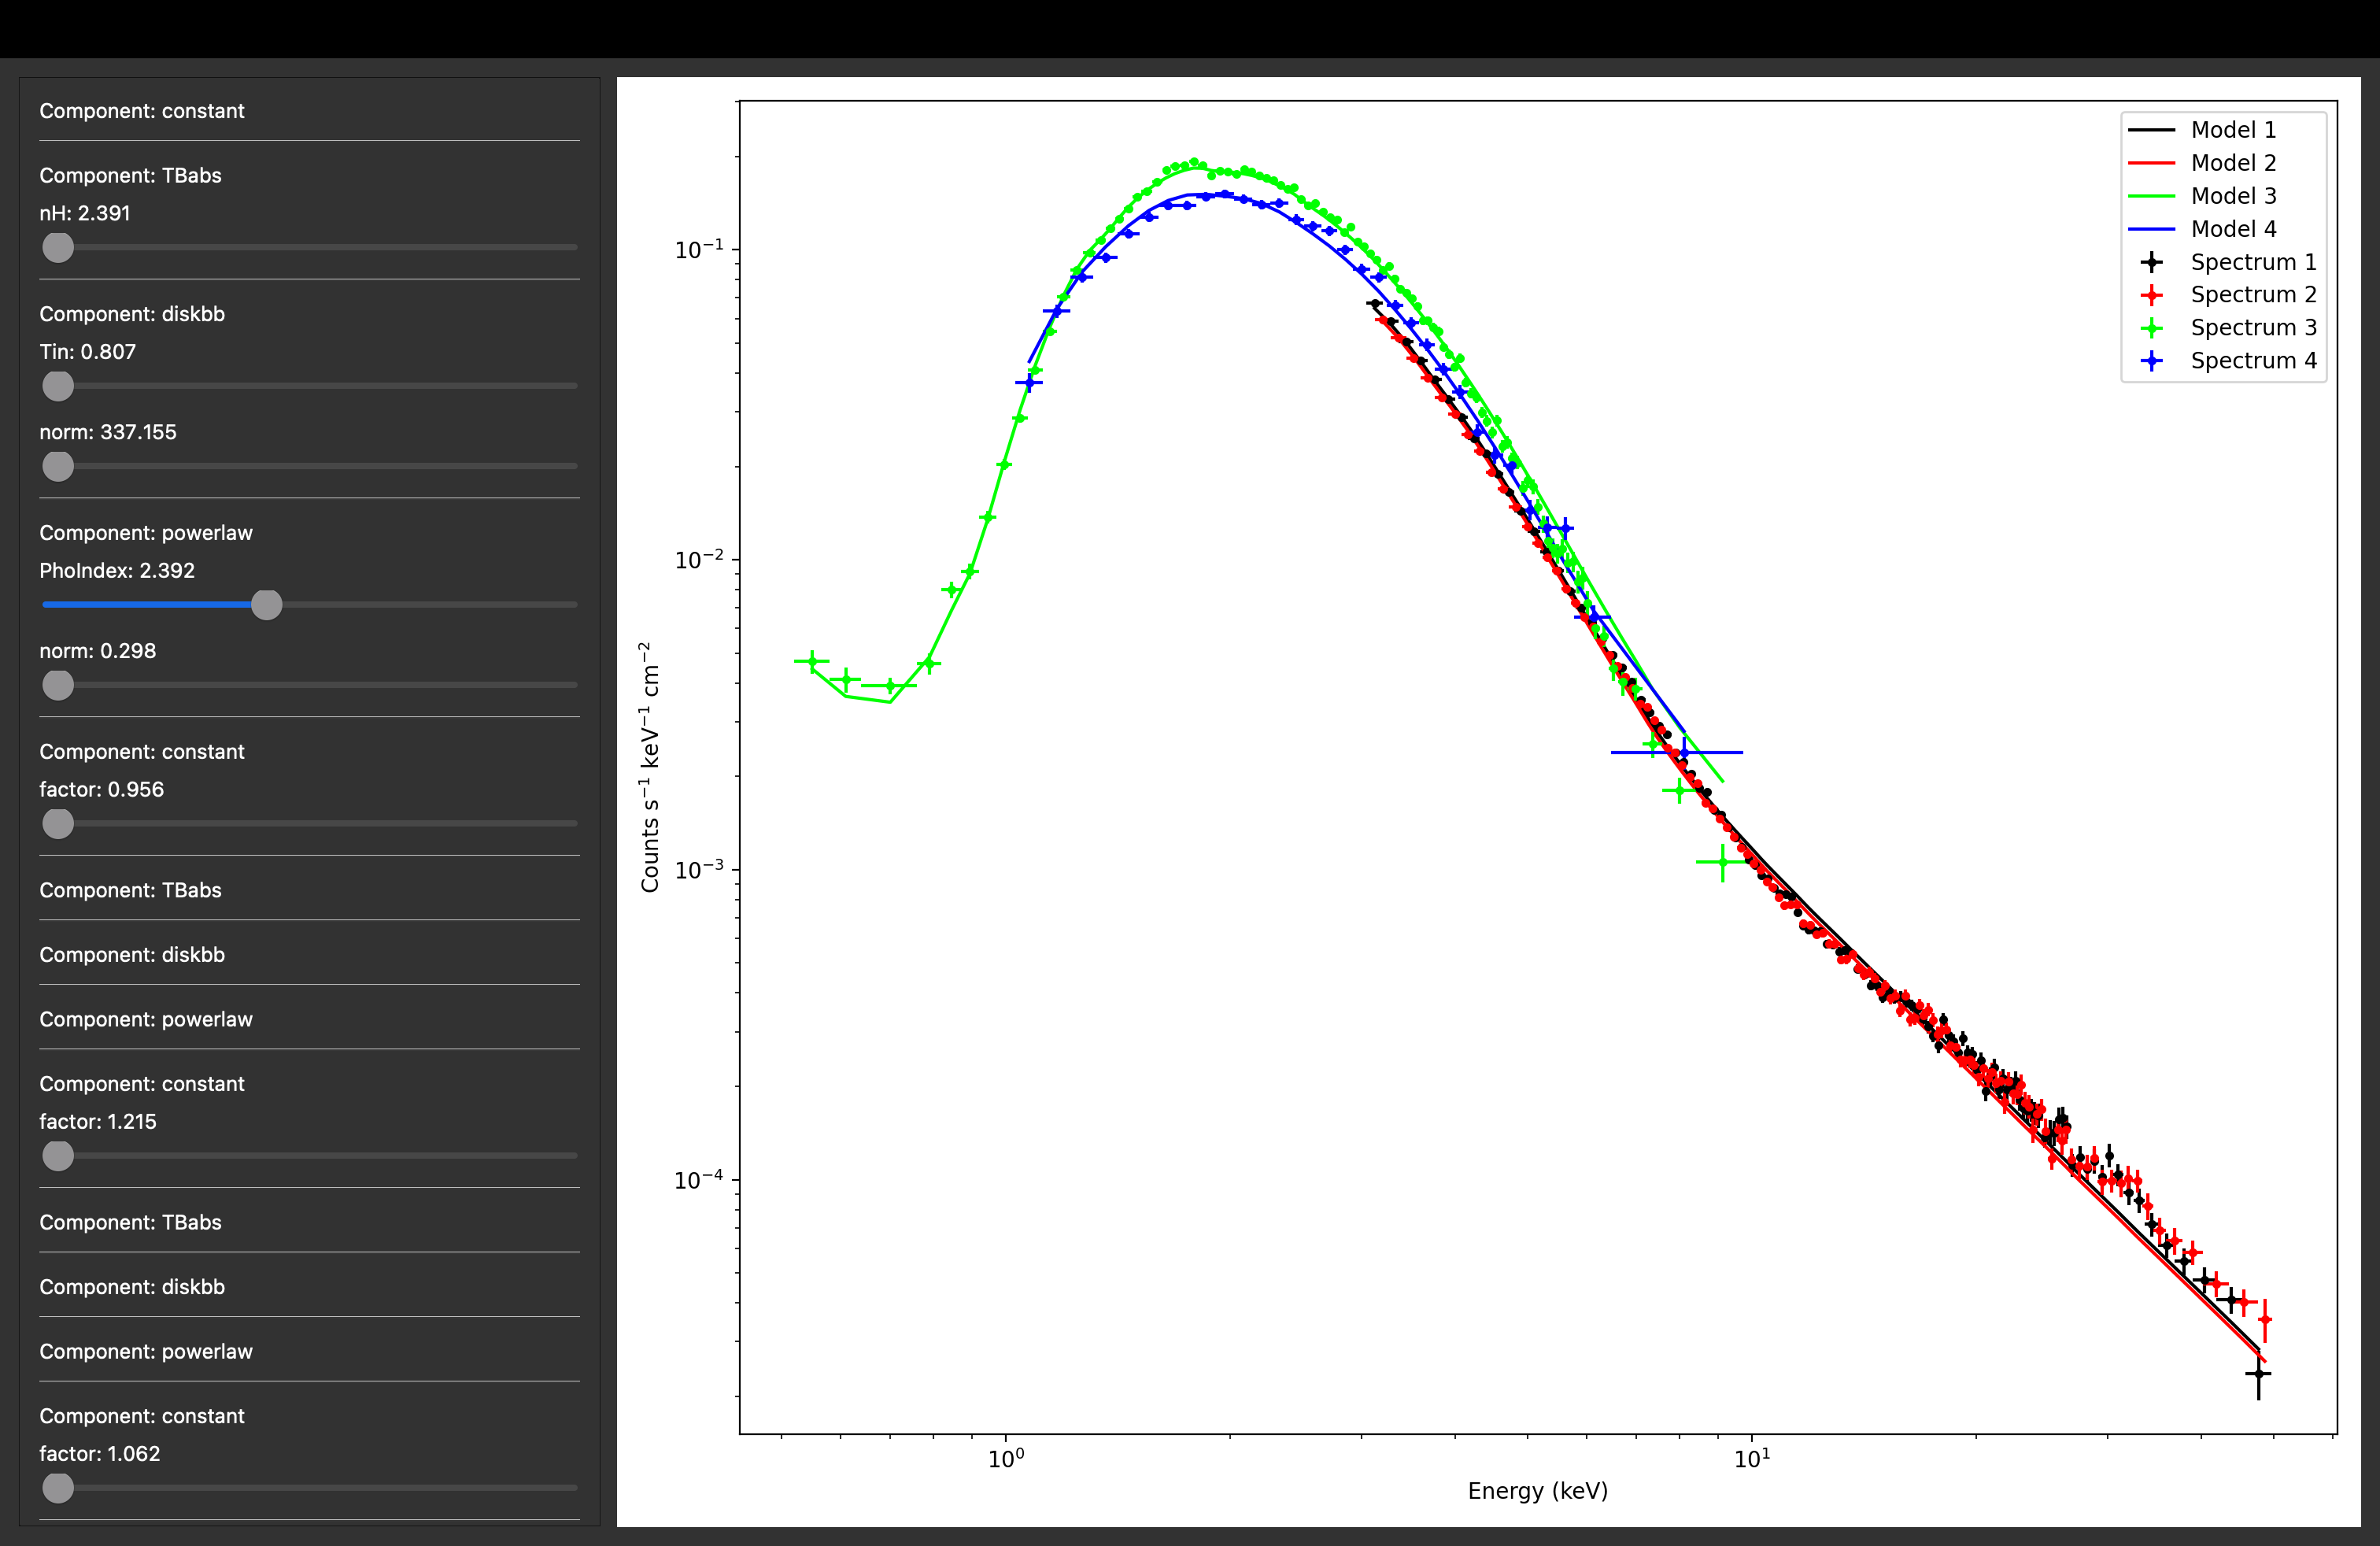 Component: constant
Component: TBabs
nH: 2.391
Component: diskbb
Tin: 0.807
norm: 337.155
Component: powerlaw
PhoIndex: 2.392
norm: 0.298
Component: constant
factor: 0.956
Component: TBabs
Component: diskbb
Component: powerlaw
Component: constant
factor: 1.215
Component: TBabs
Component: diskbb
Component: powerlaw
Component: constant
factor: 1.062
Counts s⁻¹ keV⁻¹ cm⁻²
10⁻¹
10⁻²
10⁻³
10⁻⁴
10⁰
10¹
Energy (keV)
Model 1
Model 2
Model 3
Model 4
Spectrum 1
Spectrum 2
Spectrum 3
Spectrum 4